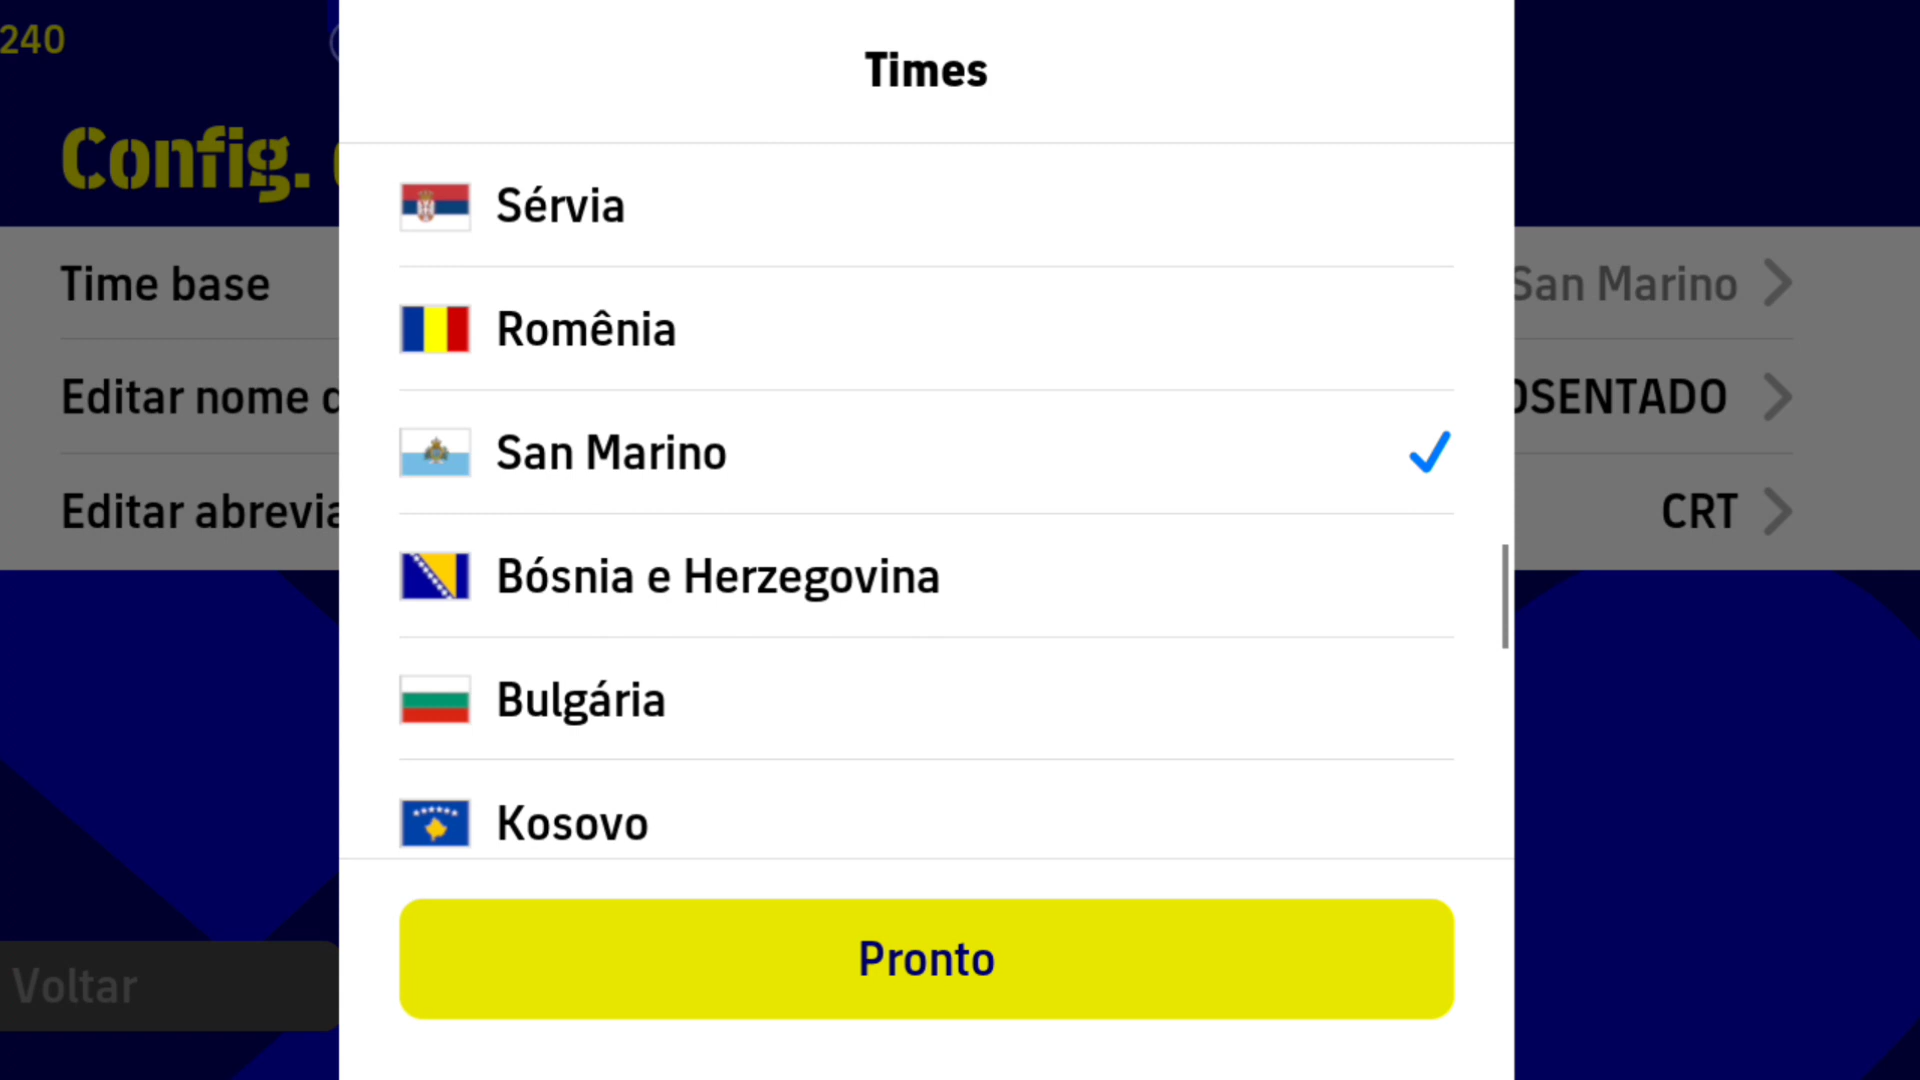 240
Times
Config.
Sérvia
Time base
San Marino
Romênia
Editar nome
OSENTADO
San Marino
Editar abrevia
CRT
Bósnia e Herzegovina
Bulgária
Kosovo
Pronto
Voltar